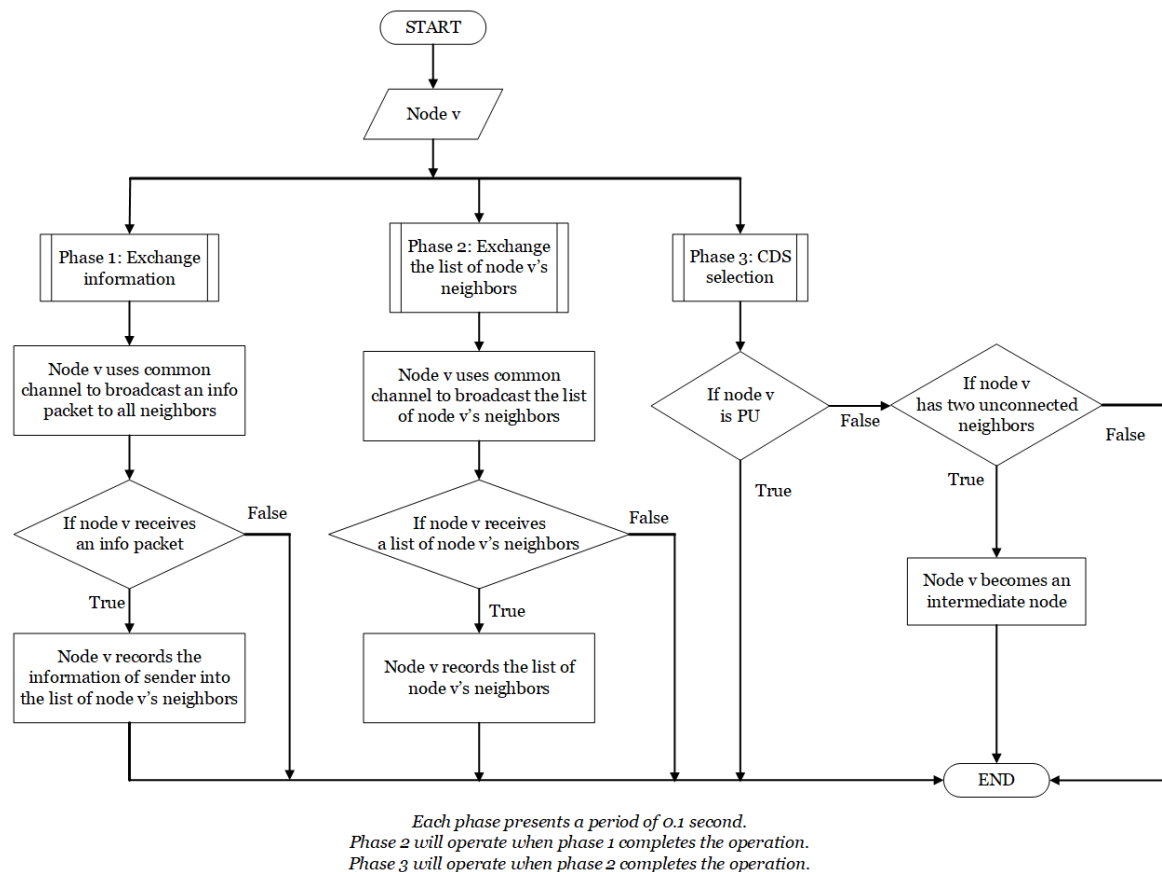 START
Node v
Phase 1: Exchange
information
Phase 2: Exchange
the list of node v's
neighbors
Phase 3: CDS
selection
Node v uses common
channel to broadcast an info
packet to all neighbors
Node v uses common
channel to broadcast the list
of node v's neighbors
If node v
is PU
False
If node v
has two unconnected
neighbors
False
True
True
If node v receives
an info packet
False
True
If node v receives
a list of node v's neighbors
False
True
Node v becomes an
intermediate node
Node v records the
information of sender into
the list of node v's neighbors
Node v records the list of
node v's neighbors
END
Each phase presents a period of 0.1 second.
Phase 2 will operate when phase 1 completes the operation.
Phase 3 will operate when phase 2 completes the operation.